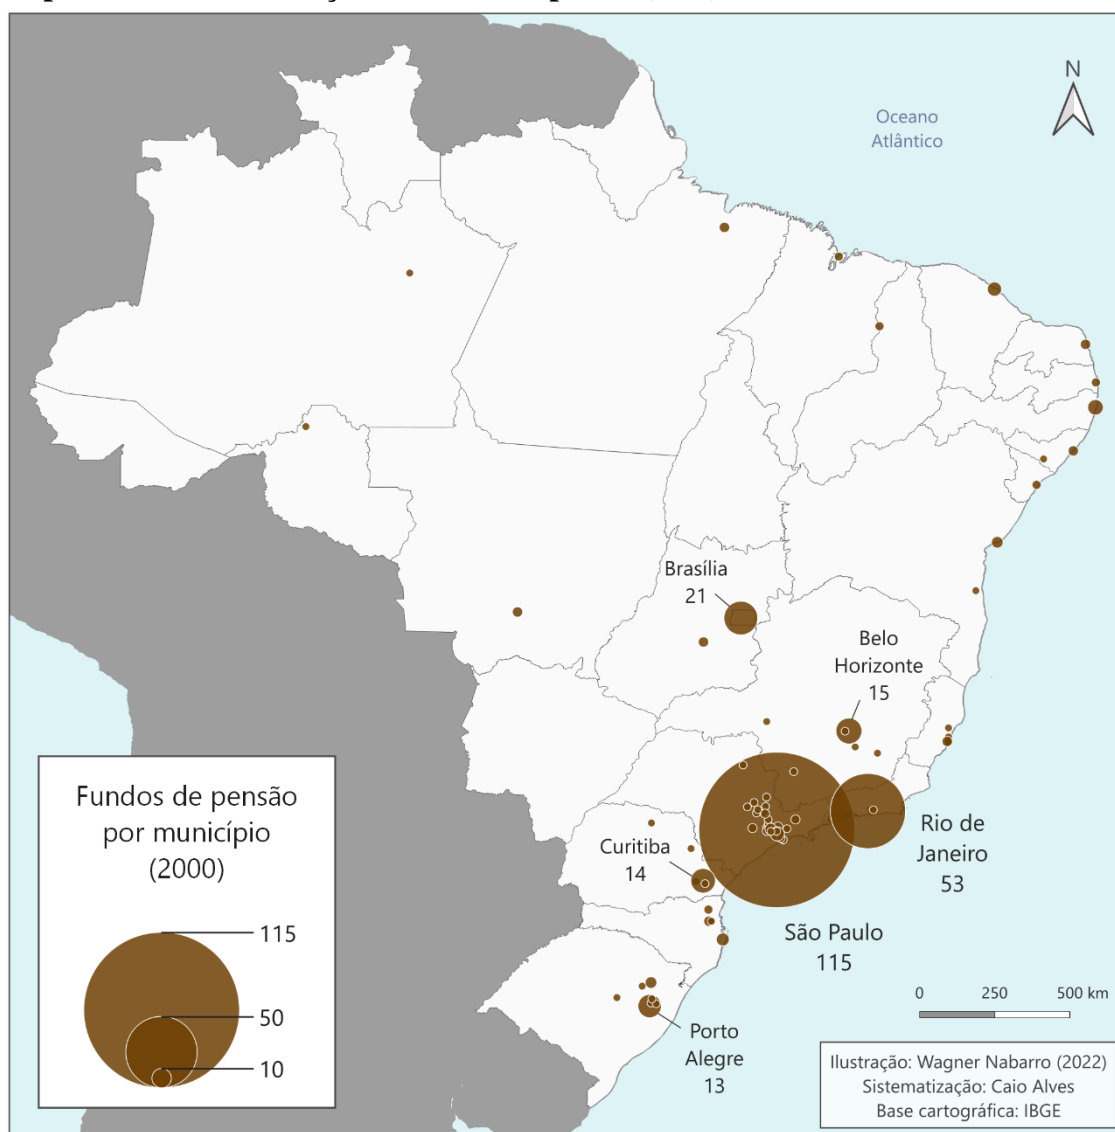 N
Oceano
Atlântico
Brasília
21
Belo
Horizonte
15
Curitiba
14
Rio de
Janeiro
53
São Paulo
115
Porto
Alegre
13
Fundos de pensão
por município
(2000)
115
50
10
0 250 500 km
Ilustração: Wagner Nabarro (2022)
Sistematização: Caio Alves
Base cartográfica: IBGE